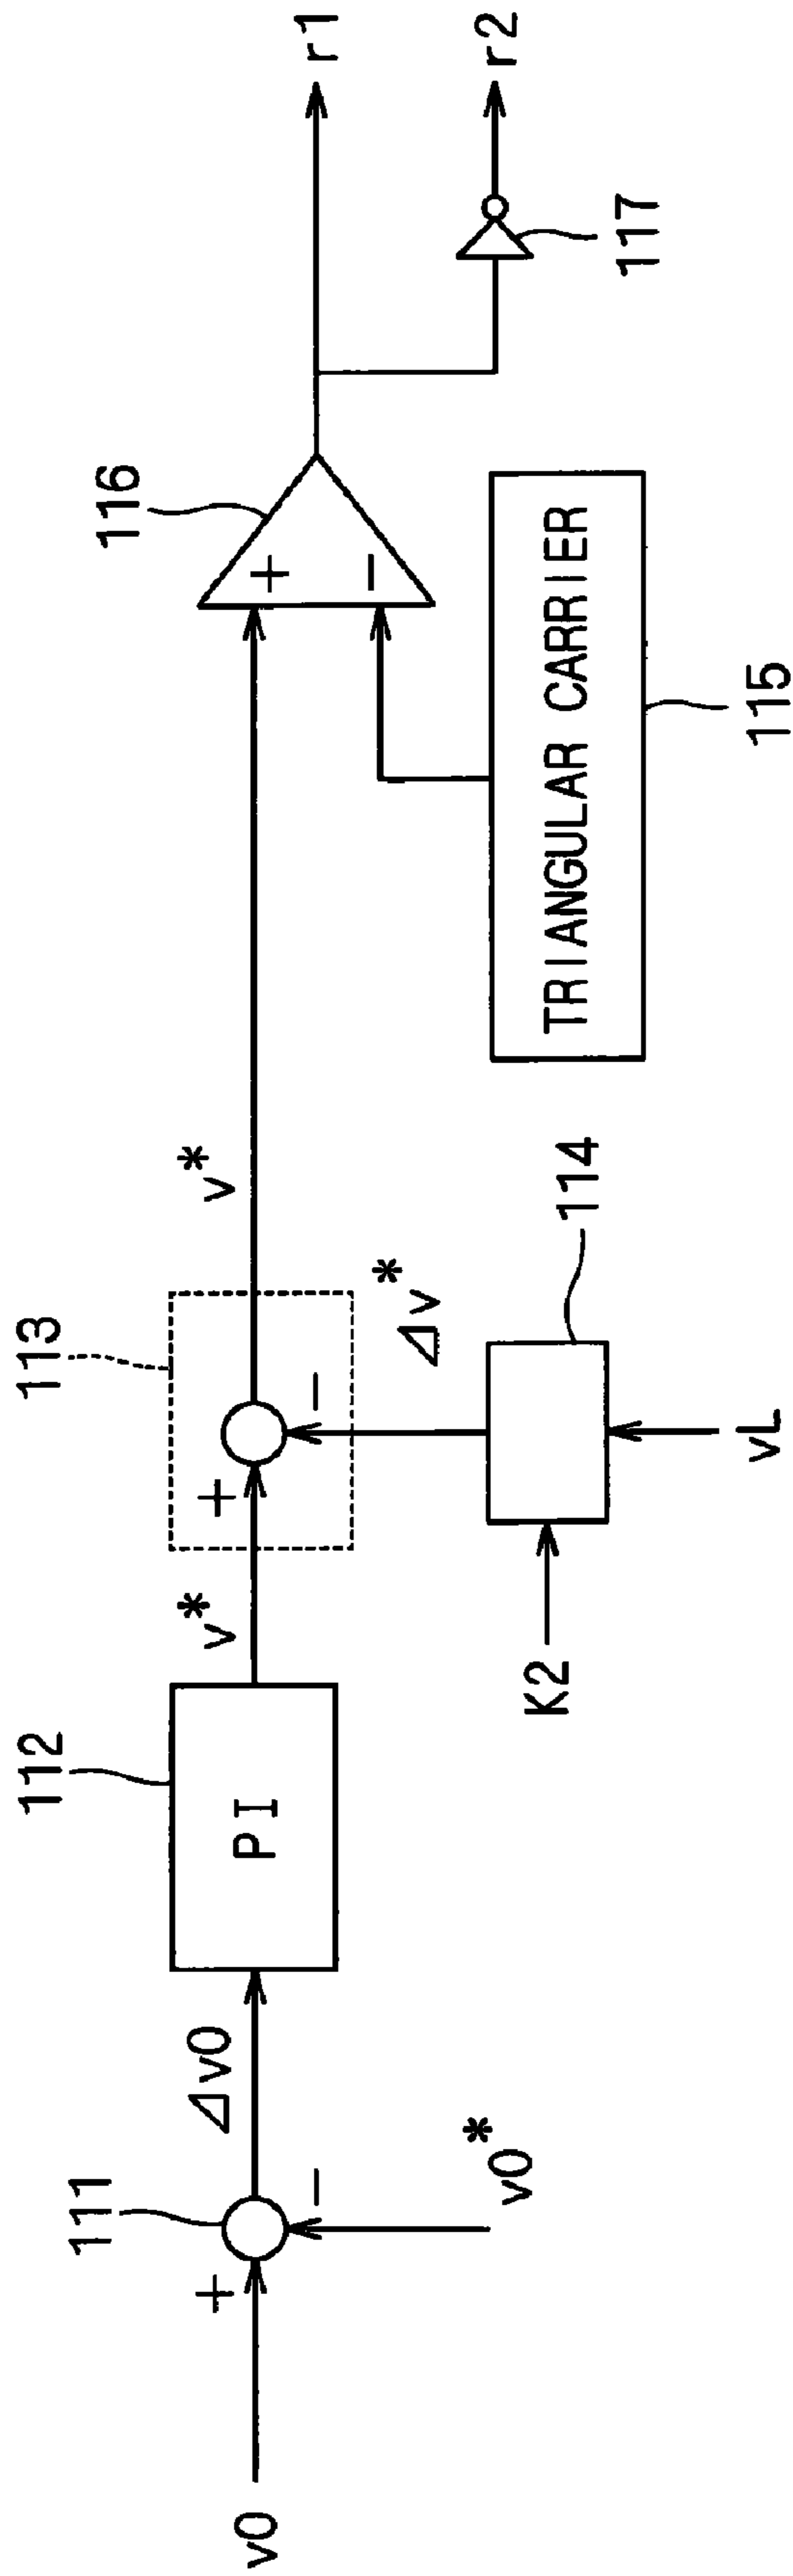 v0
+
−
111
v0*
Δv0
PI
112
v*
+
−
113
Δv*
K2
vL
114
v*
TRIANGULAR CARRIER
115
+
−
116
117
r1
r2